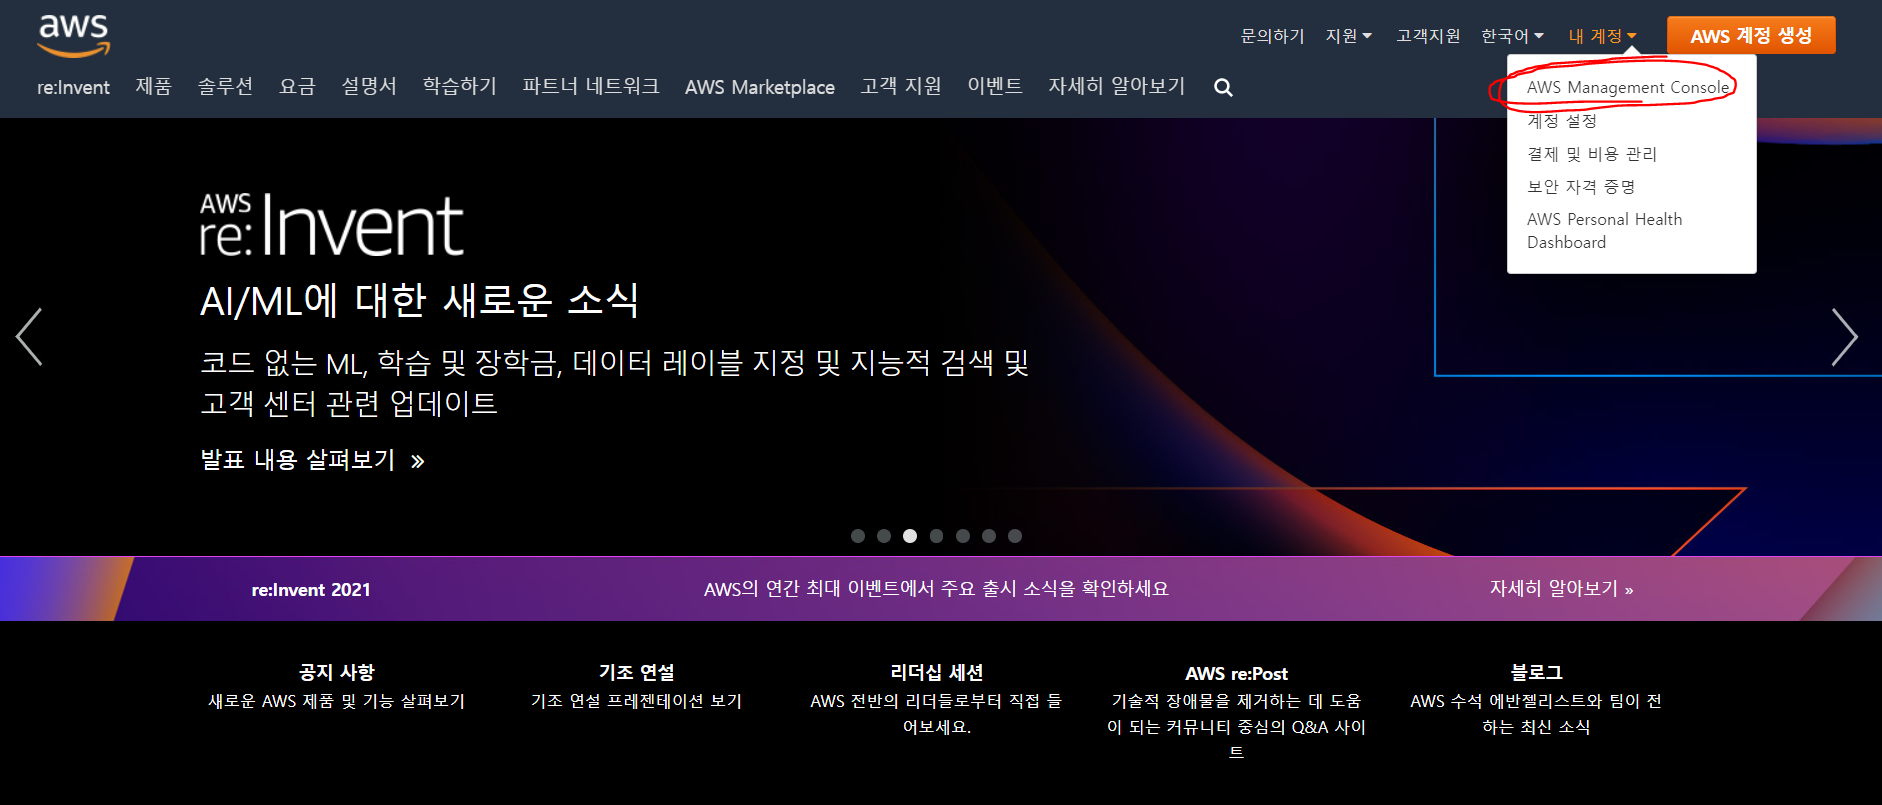 aws
문의하기 지원 고객지원 한국어 내 계정 AWS 계정 생성
re:Invent 제품 솔루션 요금 설명서 학습하기 파트너 네트워크 AWS Marketplace 고객 지원 이벤트 자세히 알아보기
AWS Management Console
계정 설정
결제 및 비용 관리
보안 자격 증명
AWS Personal Health
Dashboard
AWS
re:Invent
AI/ML에 대한 새로운 소식
코드 없는 ML, 학습 및 장학금, 데이터 레이블 지정 및 지능적 검색 및
고객 센터 관련 업데이트
발표 내용 살펴보기 »
re:Invent 2021 AWS의 연간 최대 이벤트에서 주요 출시 소식을 확인하세요 자세히 알아보기 »
공지 사항
새로운 AWS 제품 및 기능 살펴보기
기조 연설
기조 연설 프레젠테이션 보기
리더십 세션
AWS 전반의 리더들로부터 직접 들
어보세요.
AWS re:Post
기술적 장애물을 제거하는 데 도움
이 되는 커뮤니티 중심의 Q&A 사이
트
블로그
AWS 수석 에반젤리스트와 팀이 전
하는 최신 소식